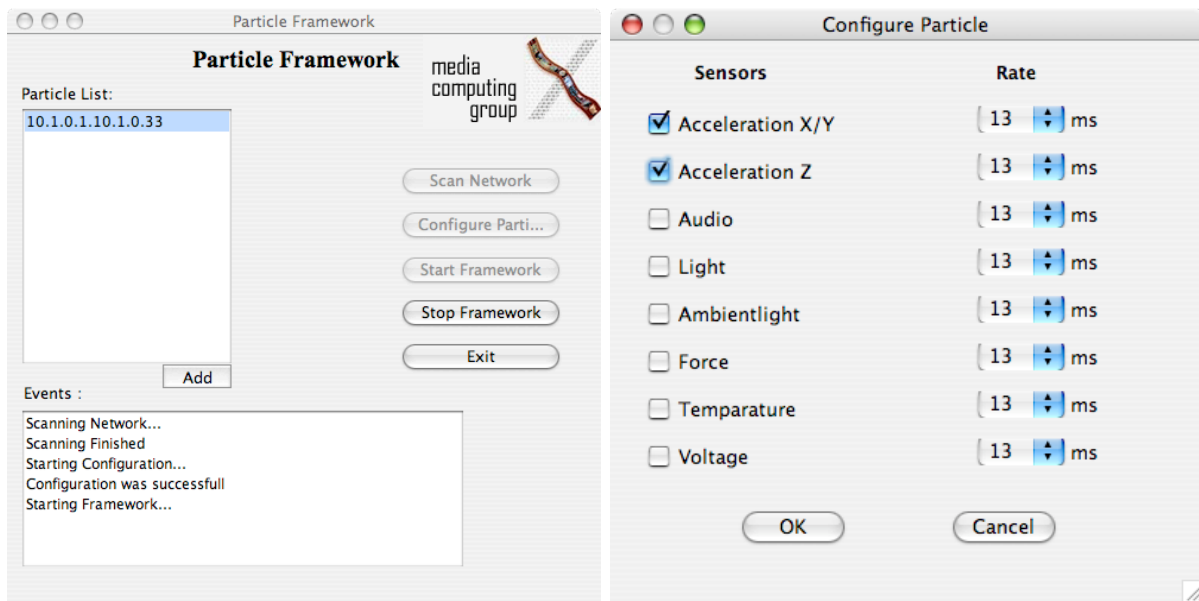 Particle Framework
Particle Framework
media
computing
group
Particle List:
10.1.0.1.10.1.0.33
Scan Network
Configure Parti...
Start Framework
Stop Framework
Exit
Add
Events :
Scanning Network...
Scanning Finished
Starting Configuration...
Configuration was successfull
Starting Framework...
Configure Particle
Sensors Rate
Acceleration X/Y 13 ms
Acceleration Z 13 ms
Audio 13 ms
Light 13 ms
Ambientlight 13 ms
Force 13 ms
Temparature 13 ms
Voltage 13 ms
OK Cancel